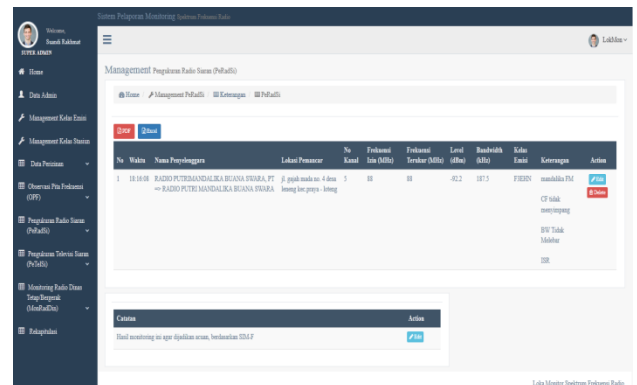 Sistem Pelaporan Monitoring Spektrum Frekuensi Radio
Welcome,
Suandi Rakhmat
SUPER ADMIN
LokMan
Home
Data Admin
Management Kelas Emisi
Management Kelas Stasiun
Data Perizinan
Observasi Pita Frekuensi
(OPF)
Pengukuran Radio Siaran
(PeRadSi)
Pengukuran Televisi Siaran
(PeTelSi)
Monitoring Radio Dinas
Tetap/Bergerak
(MonRadDin)
Rekapitulasi
Management Pengukuran Radio Siaran (PeRadSi)
Home / Management PeRadSi / Keterangan / PeRadSi
PDF Excel
No Waktu Nama Penyelenggara Lokasi Pemancar No Kanal Frekuensi Izin (MHz) Frekuensi Terukur (MHz) Level (dBm) Bandwidth (kHz) Kelas Emisi Keterangan Action
1 18:16:08 RADIO PUTRIMANDALIKA BUANA SWARA, PT jl. gajah mada no. 4 desa 5 88 88 -92.2 187.5 F3EHN mandalika FM Edit
=> RADIO PUTRI MANDALIKA BUANA SWARA leneng kec.praya - loteng Delete
CF tidak
menyimpang
BW Tidak
Melebar
ISR
Catatan Action
Hasil monitoring ini agar dijadikan acuan, berdasarkan SIM-F Edit
Loka Monitor Spektrum Frekuensi Radio